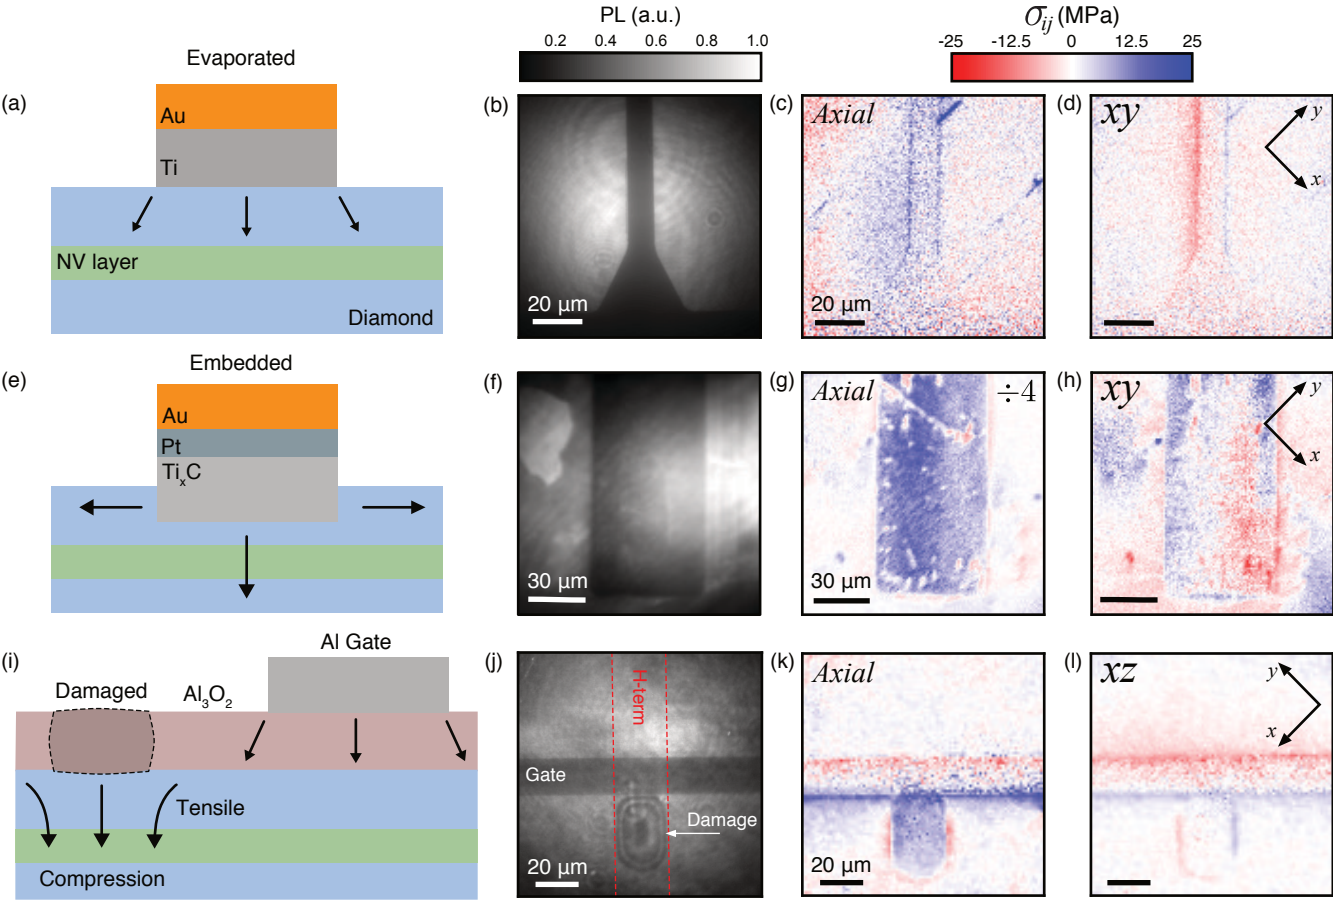 PL (a.u.)
0.2 0.4 0.6 0.8 1.0
σij (MPa)
-25 -12.5 0 12.5 25
Evaporated
(a)
Au
Ti
NV layer
Diamond
(b)
20 µm
(c)
Axial
20 µm
(d)
xy
y
x
Embedded
(e)
Au
Pt
TixC
(f)
30 µm
(g)
Axial
÷4
30 µm
(h)
xy
y
x
(i)
Al Gate
Damaged
Al3O2
Tensile
Compression
(j)
H-term
Gate
Damage
20 µm
(k)
Axial
20 µm
(l)
xz
y
x